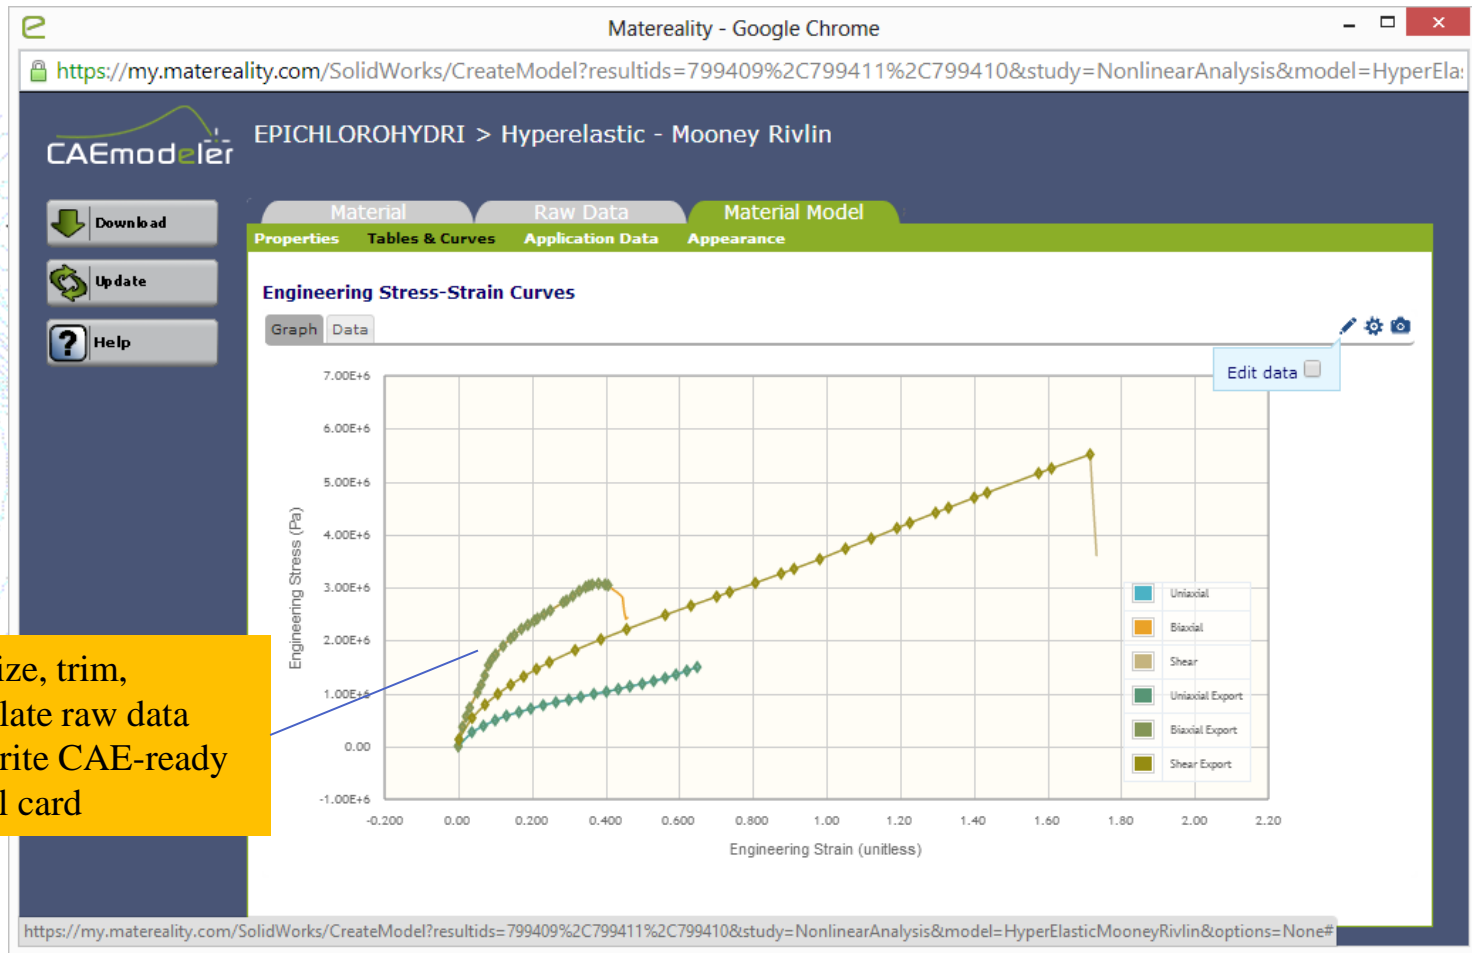 Matereality - Google Chrome
https://my.matereality.com/SolidWorks/CreateModel?resultids=799409%2C799411%2C799410&study=NonlinearAnalysis&model=HyperEla
CAEmodeler
EPICHLOROHYDRI > Hyperelastic - Mooney Rivlin
Download
Update
Help
Material Raw Data Material Model
Properties Tables & Curves Application Data Appearance
Engineering Stress-Strain Curves
Graph Data
Edit data
7.00E+6
6.00E+6
5.00E+6
4.00E+6
3.00E+6
2.00E+6
1.00E+6
0.00
-1.00E+6
Engineering Stress (Pa)
-0.200 0.00 0.200 0.400 0.600 0.800 1.00 1.20 1.40 1.60 1.80 2.00 2.20
Engineering Strain (unitless)
Uniaxial
Biaxial
Shear
Uniaxial Export
Biaxial Export
Shear Export
ize, trim,
late raw data
rite CAE-ready
l card
https://my.matereality.com/SolidWorks/CreateModel?resultids=799409%2C799411%2C799410&study=NonlinearAnalysis&model=HyperElasticMooneyRivlin&options=None#